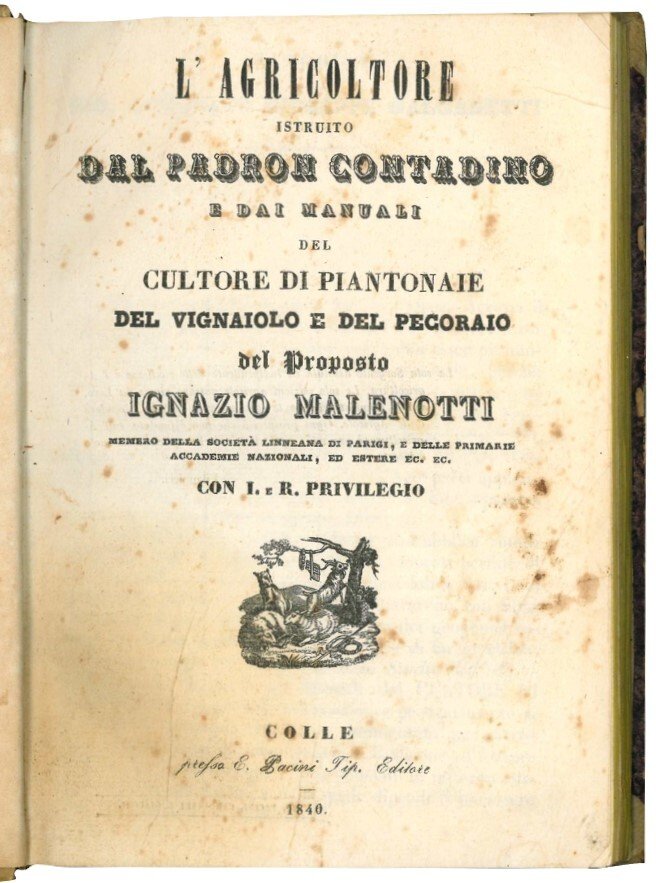 L' AGRICOLTORE
ISTRUITO
DAL PADRON CONTADINO
E DAI MANUALI
DEL
CULTORE DI PIANTONAIE
DEL VIGNAIOLO E DEL PECORAIO
del Proposto
IGNAZIO MALENOTTI
MEMBRO DELLA SOCIETÀ LINNEANA DI PARIGI, E DELLE PRIMARIE
ACCADEMIE NAZIONALI, ED ESTERE EC. EC.
CON I. E R. PRIVILEGIO
COLLE
presso E. Pacini Tip. Editore
1840.